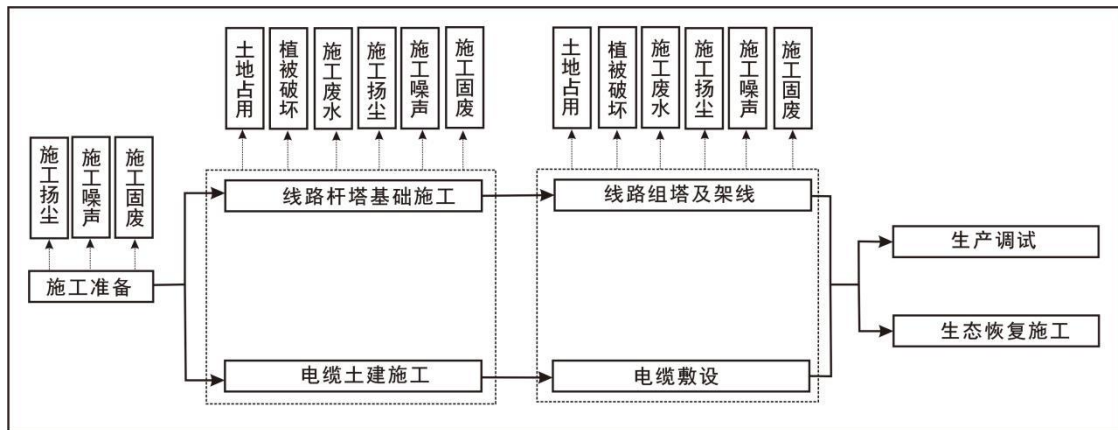 土地占用
植被破坏
施工废水
施工扬尘
施工噪声
施工固废
土地占用
植被破坏
施工废水
施工扬尘
施工噪声
施工固废
施工扬尘
施工噪声
施工固废
线路杆塔基础施工
线路组塔及架线
生产调试
施工准备
生态恢复施工
电缆土建施工
电缆敷设